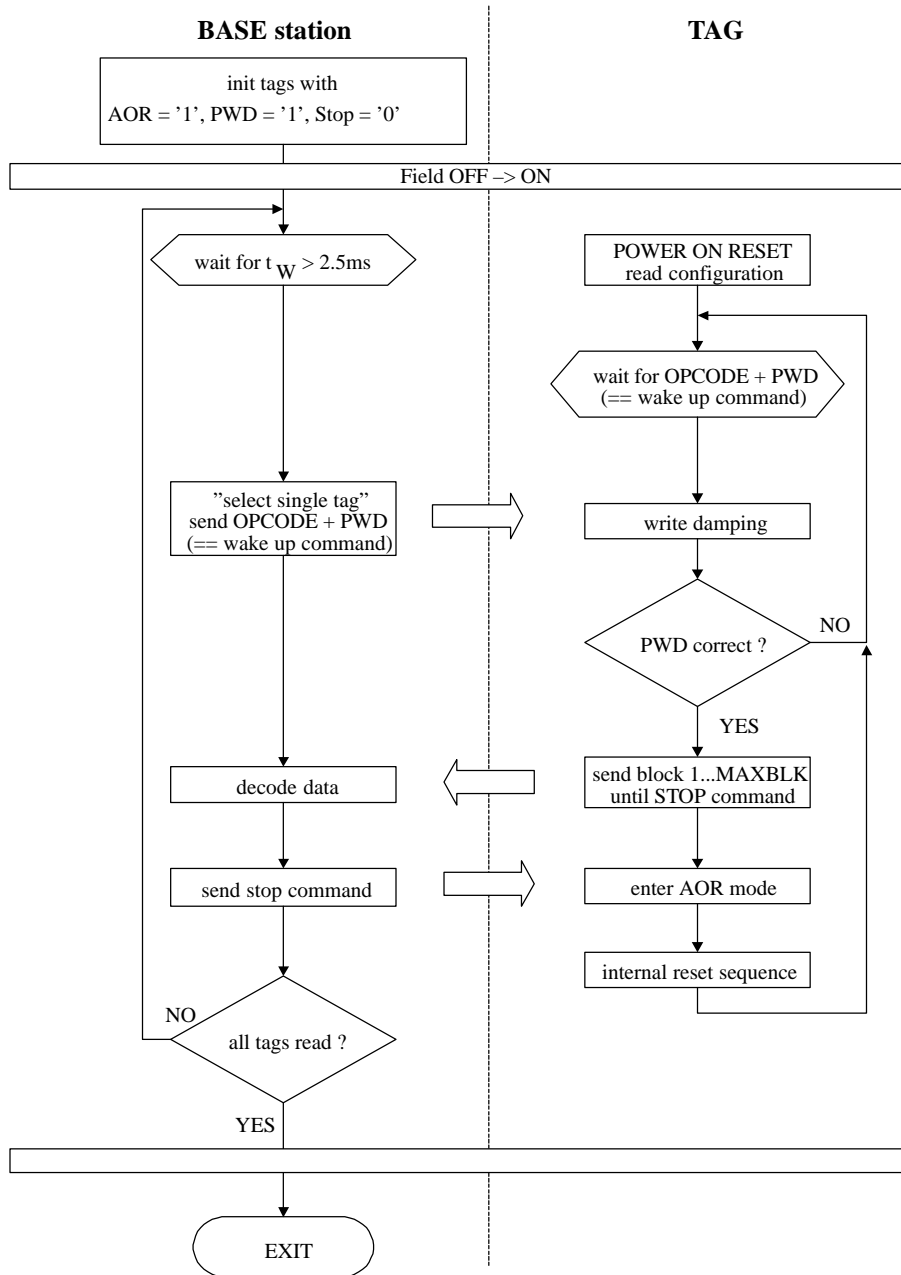 BASE station
TAG
init tags with
AOR = ’1’, PWD = ’1’, Stop = ’0’
Field OFF –> ON
wait for t W > 2.5ms
POWER ON RESET
read configuration
wait for OPCODE + PWD
(== wake up command)
”select single tag”
send OPCODE + PWD
(== wake up command)
write damping
PWD correct ?
NO
YES
send block 1...MAXBLK
until STOP command
decode data
send stop command
enter AOR mode
internal reset sequence
NO
all tags read ?
YES
EXIT